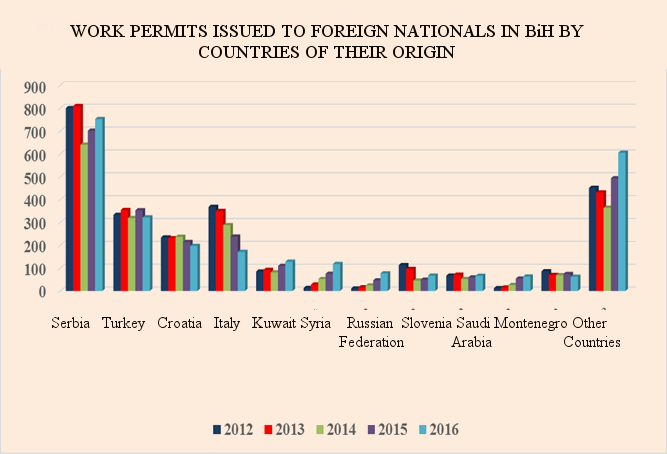 WORK PERMITS ISSUED TO FOREIGN NATIONALS IN BiH BY
COUNTRIES OF THEIR ORIGIN
900
800
700
600
500
400
300
200
100
0
Serbia Turkey Croatia Italy Kuwait Syria Russian Slovenia Saudi Montenegro Other
Federation Arabia Countries
2012 2013 2014 2015 2016